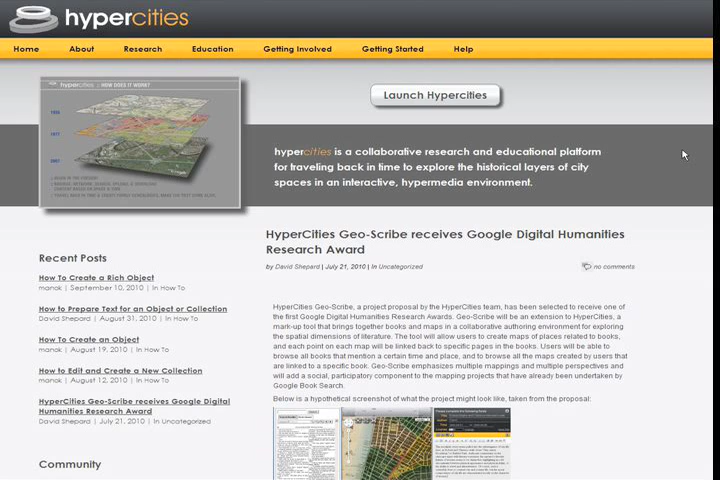 hypercities
Home About Research Education Getting Involved Getting Started Help
hypercities :: HOW DOES IT WORK?
Launch Hypercities
hypercities is a collaborative research and educational platform
for traveling back in time to explore the historical layers of city
spaces in an interactive, hypermedia environment.
HyperCities Geo-Scribe receives Google Digital Humanities
Research Award
by David Shepard | July 21, 2010 | In Uncategorized
no comments
Recent Posts
How To Create a Rich Object
manok | September 10, 2010 | In How To
How to Prepare Text for an Object or Collection
David Shepard | August 31, 2010 | In How To
How To Create an Object
manok | August 19, 2010 | In How To
How to Edit and Create a New Collection
manok | August 12, 2010 | In How To
HyperCities Geo-Scribe receives Google Digital Humanities
Research Award
David Shepard | July 21, 2010 | In Uncategorized
Community
HyperCities Geo-Scribe, a project proposal by the HyperCities team, has been selected to receive one of
the first Google Digital Humanities Research Awards. Geo-Scribe will be an extension to HyperCities, a
mark-up tool that brings together books and maps in a collaborative authoring environment for exploring
the spatial dimensions of literature. The tool will allow users to create maps of places related to books,
and each point on each map will be linked back to specific pages in the books. Users will be able to
browse all books that mention a certain time and place, and to browse all the maps created by users that
are linked to a specific book. Geo-Scribe emphasizes multiple mappings and multiple perspectives and
will add a social, participatory component to the mapping projects that have already been undertaken by
Google Book Search.
Below is a hypothetical screenshot of what the project might look like, taken from the proposal: